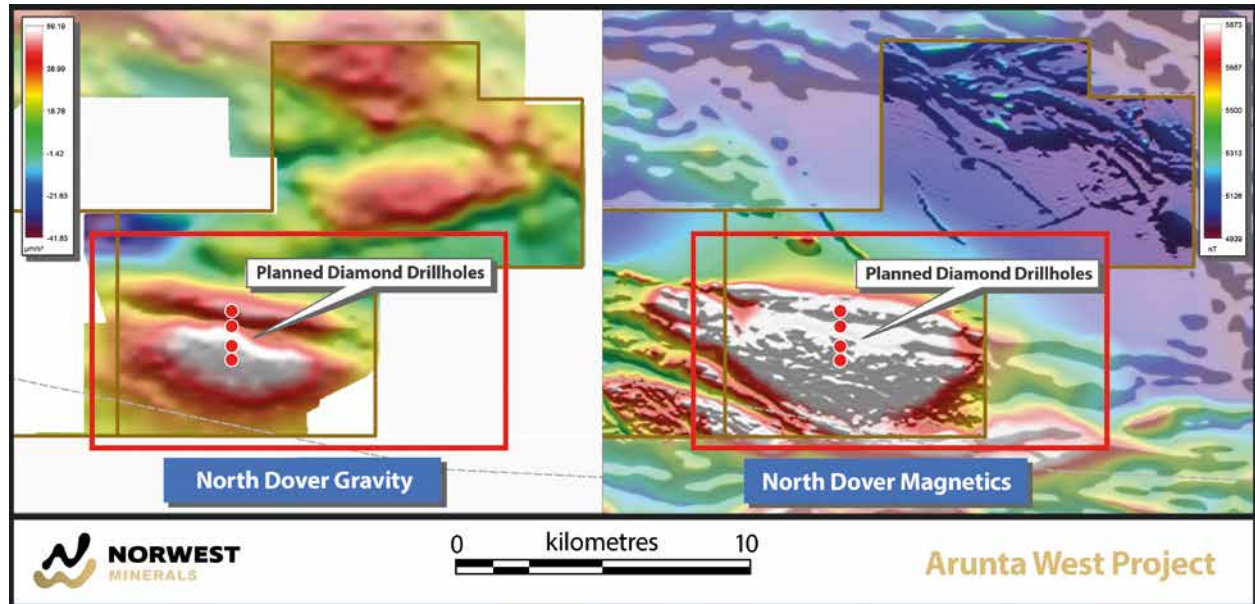 59.19
38.99
18.78
-1.42
-21.63
-41.83
µm/s²
5873
5687
5500
5313
5126
4939
nT
Planned Diamond Drillholes
Planned Diamond Drillholes
North Dover Gravity
North Dover Magnetics
NORWEST
MINERALS
0 kilometres 10
Arunta West Project